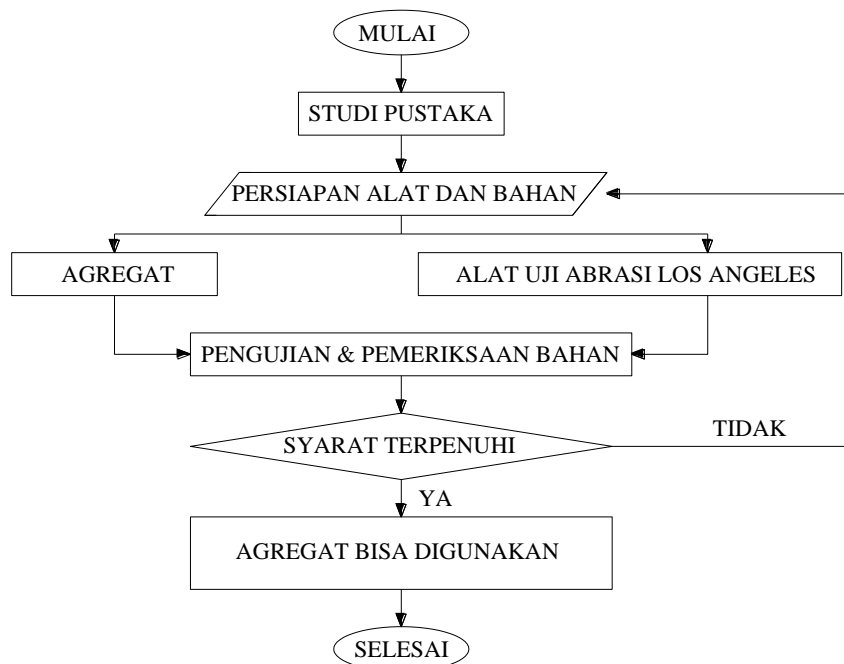 MULAI
STUDI PUSTAKA
PERSIAPAN ALAT DAN BAHAN
AGREGAT
ALAT UJI ABRASI LOS ANGELES
PENGUJIAN & PEMERIKSAAN BAHAN
SYARAT TERPENUHI
TIDAK
YA
AGREGAT BISA DIGUNAKAN
SELESAI